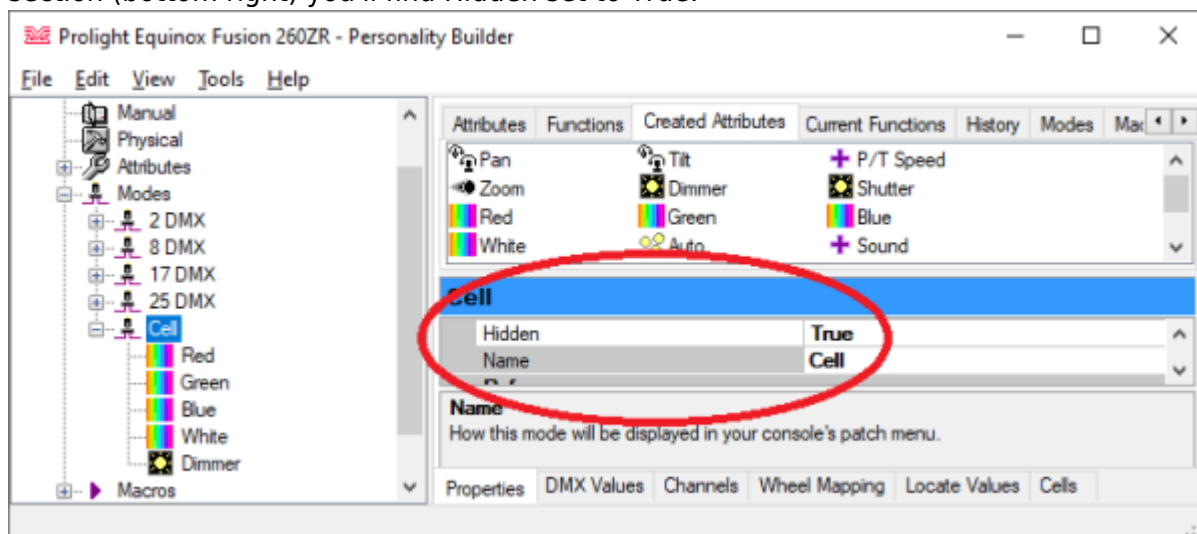 Prolight Equinox Fusion 260ZR - Personality Builder
File Edit View Tools Help
Manual
Physical
Attributes
Modes
2 DMX
8 DMX
17 DMX
25 DMX
Cell
Red
Green
Blue
White
Dimmer
Macros
Attributes Functions Created Attributes Current Functions History Modes
Pan Tilt P/T Speed
Zoom Dimmer Shutter
Red Green Blue
White Auto Sound
Cell
Hidden True
Name Cell
Name
How this mode will be displayed in your console's patch menu.
Properties DMX Values Channels Wheel Mapping Locate Values Cells